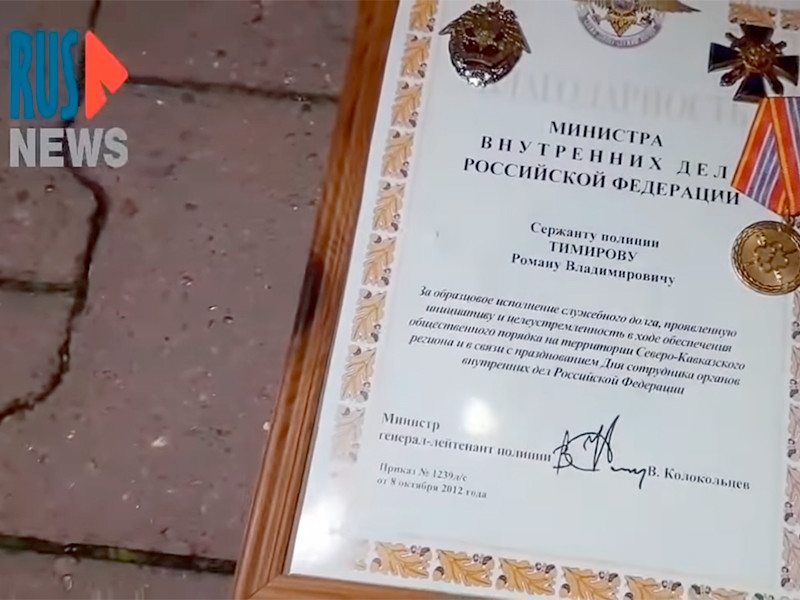 RUS
NEWS
БЛАГОДАРНОСТЬ
МИНИСТРА
ВНУТРЕННИХ ДЕЛ
РОССИЙСКОЙ ФЕДЕРАЦИИ
Сержанту полиции
ТИМИРОВУ
Роману Владимировичу
За образцовое исполнение служебного долга, проявленную
инициативу и целеустремленность в ходе обеспечения
общественного порядка на территории Северо-Кавказского
региона и в связи с празднованием Дня сотрудника органов
внутренних дел Российской Федерации
Министр
генерал-лейтенант полиции В. Колокольцев
Приказ № 1239л/с
от 8 октября 2012 года